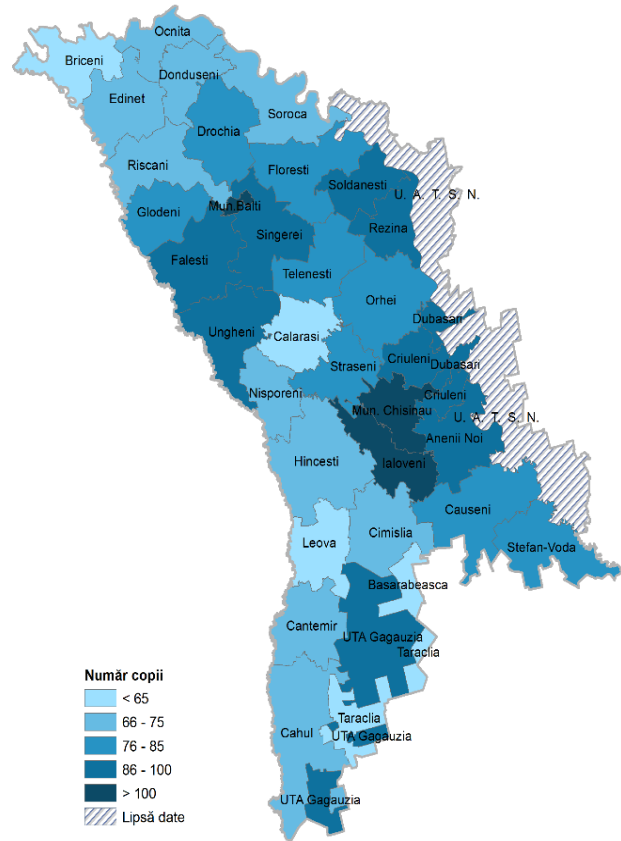 Ocnita
Briceni
Donduseni
Edinet
Soroca
Drochia
Riscani
Floresti
Soldanesti
U. A. T. S. N.
Glodeni
Mun.Balti
Rezina
Singerei
Falesti
Telenesti
Orhei
Dubasari
Ungheni
Calarasi
Criuleni
Dubasari
Straseni
Nisporeni
Criuleni
Mun. Chisinau
U. A. T. S. N.
Anenii Noi
Hincesti
Ialoveni
Causeni
Cimislia
Leova
Stefan-Voda
Basarabeasca
Cantemir
UTA Gagauzia
Taraclia
Număr copii
< 65
66 - 75
76 - 85
86 - 100
> 100
Lipsă date
Taraclia
Cahul
UTA Gagauzia
UTA Gagauzia